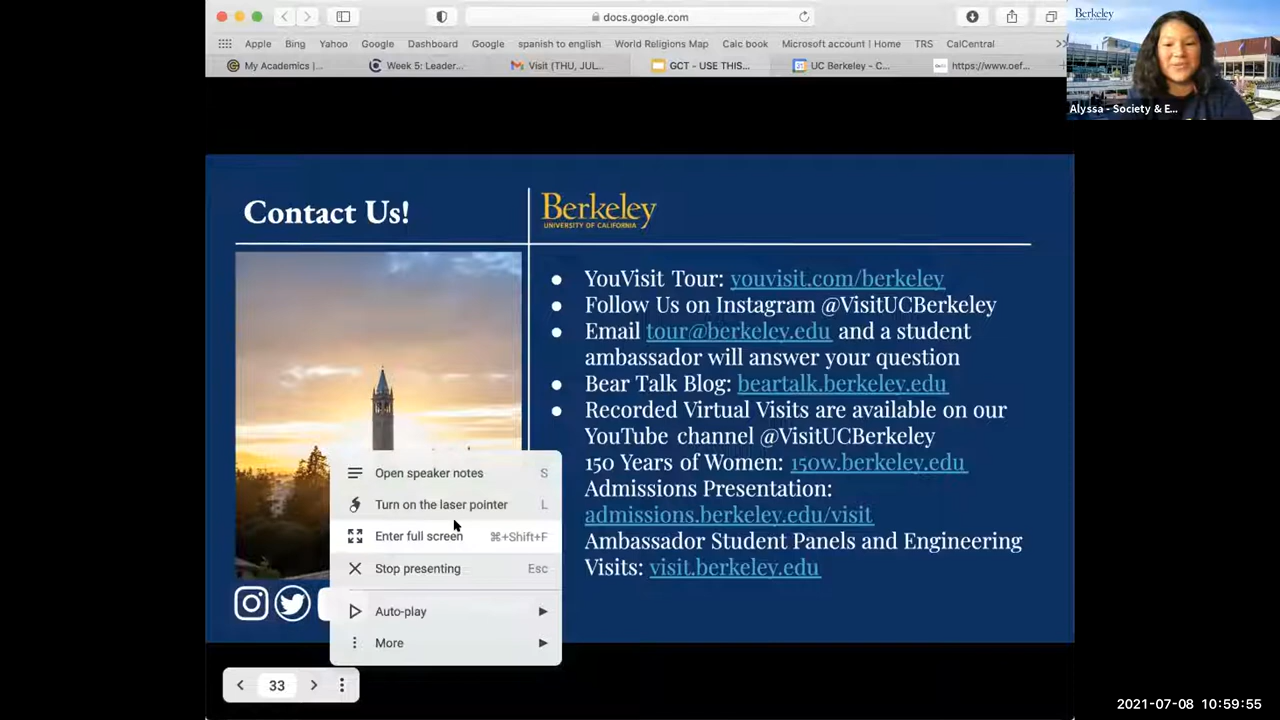 docs.google.com
Apple Bing Yahoo Google Dashboard Google spanish to english World Religions Map Calc book Microsoft account | Home TRS CalCentral
My Academics |... Week 5: Leader... Visit (THU, JUL... GCT - USE THIS... UC Berkeley - C... https://www.oef...
Berkeley
UNIVERSITY OF CALIFORNIA
Alyssa - Society & E...
Contact Us!
Berkeley
UNIVERSITY OF CALIFORNIA
YouVisit Tour: youvisit.com/berkeley
Follow Us on Instagram @VisitUCBerkeley
Email tour@berkeley.edu and a student
ambassador will answer your question
Bear Talk Blog: beartalk.berkeley.edu
Recorded Virtual Visits are available on our
YouTube channel @VisitUCBerkeley
150 Years of Women: 150w.berkeley.edu
Admissions Presentation:
admissions.berkeley.edu/visit
Ambassador Student Panels and Engineering
Visits: visit.berkeley.edu
Open speaker notes S
Turn on the laser pointer L
Enter full screen ⌘+Shift+F
Stop presenting Esc
Auto-play
More
33
2021-07-08 10:59:55